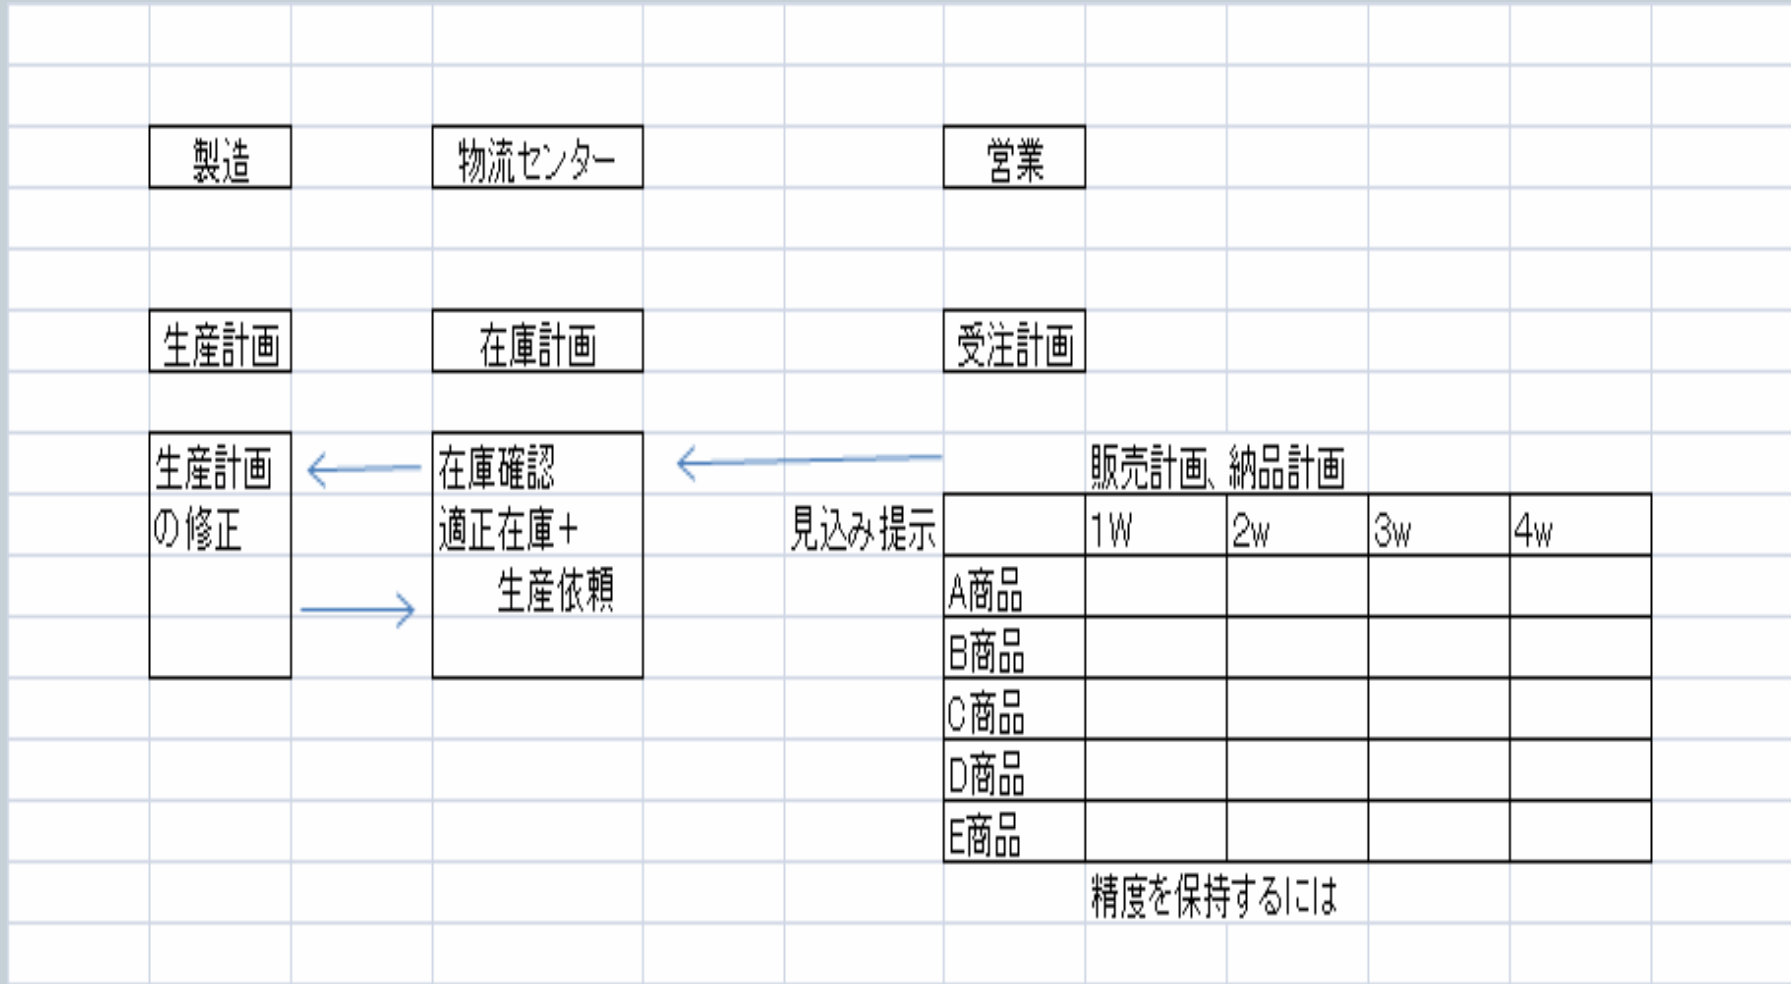 製造 物流センター 営業
生産計画 在庫計画 受注計画
生産計画 在庫確認 販売計画、納品計画
の修正 適正在庫+ 見込み提示 1W 2w 3w 4w
生産依頼 A商品
B商品
C商品
D商品
E商品
精度を保持するには